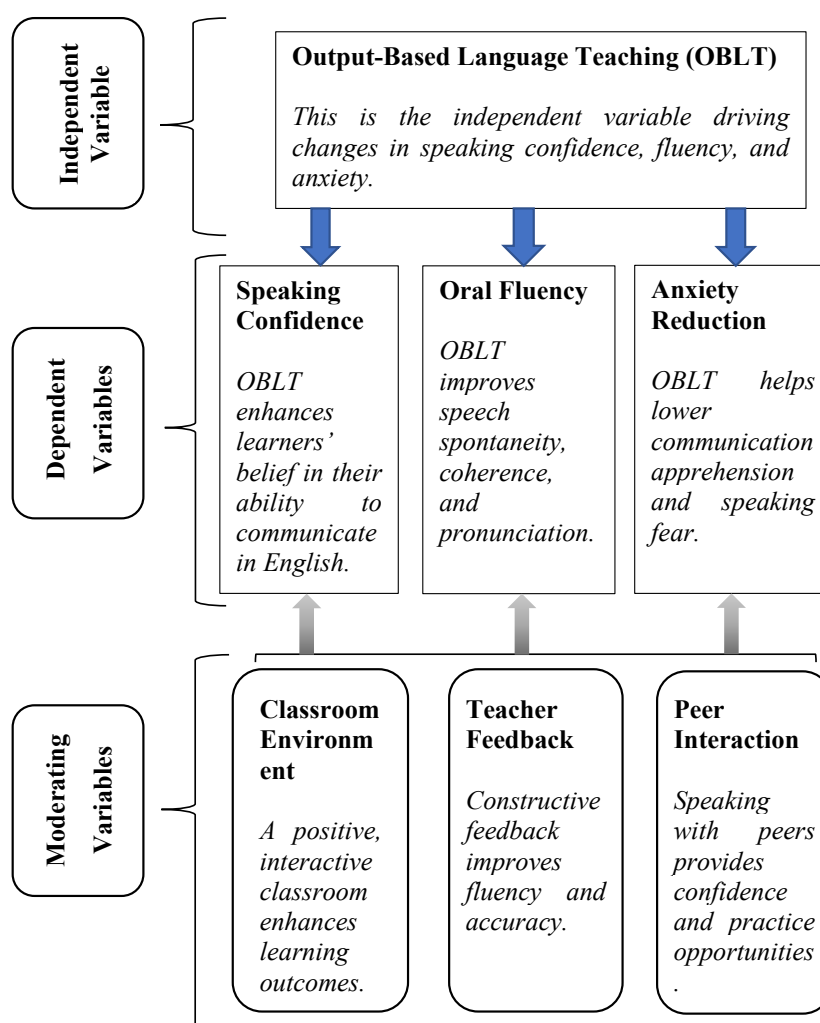 Independent
Variable
Output-Based Language Teaching (OBLT)
This is the independent variable driving
changes in speaking confidence, fluency, and
anxiety.
Dependent
Variables
Speaking
Confidence
OBLT
enhances
learners’
belief in their
ability to
communicate
in English.
Oral Fluency
OBLT
improves
speech
spontaneity,
coherence,
and
pronunciation.
Anxiety
Reduction
OBLT helps
lower
communication
apprehension
and speaking
fear.
Moderating
Variables
Classroom
Environm
ent
A positive,
interactive
classroom
enhances
learning
outcomes.
Teacher
Feedback
Constructive
feedback
improves
fluency and
accuracy.
Peer
Interaction
Speaking
with peers
provides
confidence
and practice
opportunities
.